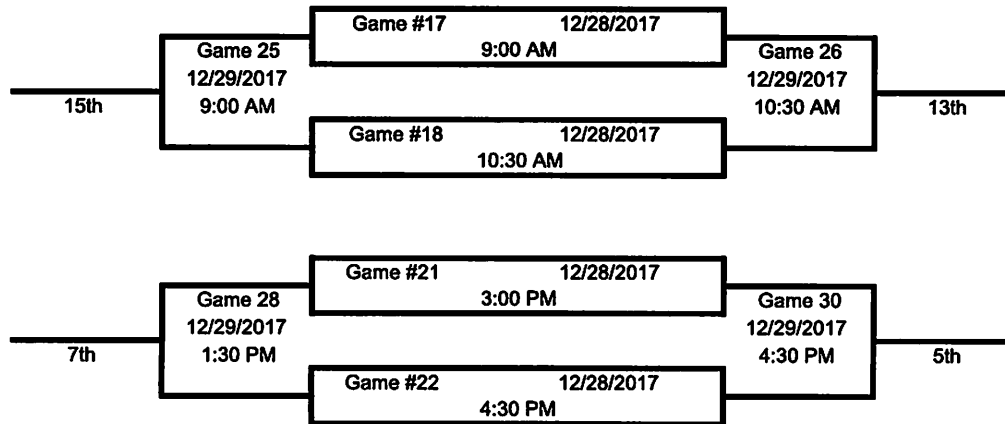 Game #17 12/28/2017
9:00 AM
Game 25
12/29/2017
9:00 AM
15th
Game 26
12/29/2017
10:30 AM
13th
Game #18 12/28/2017
10:30 AM
Game #21 12/28/2017
3:00 PM
Game 28
12/29/2017
1:30 PM
7th
Game 30
12/29/2017
4:30 PM
5th
Game #22 12/28/2017
4:30 PM